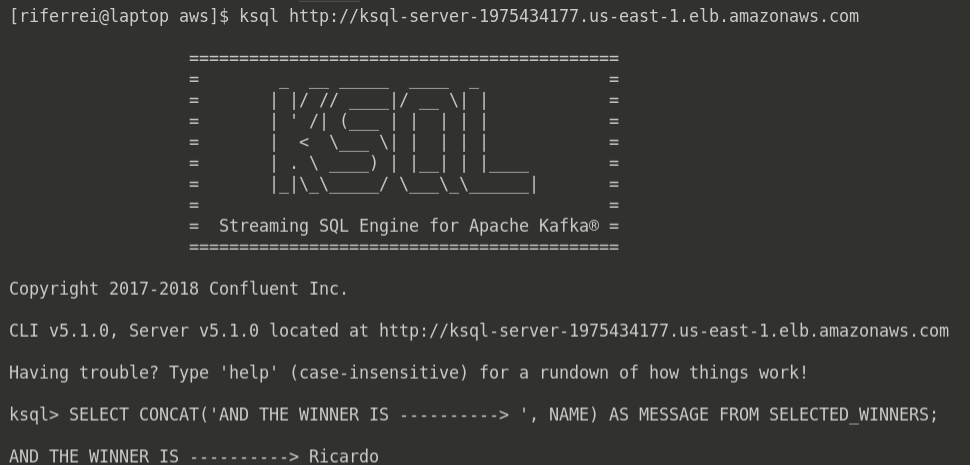 [riferrei@laptop aws]$ ksql http://ksql-server-1975434177.us-east-1.elb.amazonaws.com
===========================================
=        _  __ _____  ____  _             =
=       | |/ // ____|/ __ \| |            =
=       | ' /| (___ | |  | | |            =
=       |  <  \___ \| |  | | |            =
=       | . \ ____) | |__| | |____        =
=       |_|\_\_____/ \___\_\______|       =
=                                         =
=  Streaming SQL Engine for Apache Kafka® =
===========================================
Copyright 2017-2018 Confluent Inc.
CLI v5.1.0, Server v5.1.0 located at http://ksql-server-1975434177.us-east-1.elb.amazonaws.com
Having trouble? Type 'help' (case-insensitive) for a rundown of how things work!
ksql> SELECT CONCAT('AND THE WINNER IS ----------> ', NAME) AS MESSAGE FROM SELECTED_WINNERS;
AND THE WINNER IS ----------> Ricardo